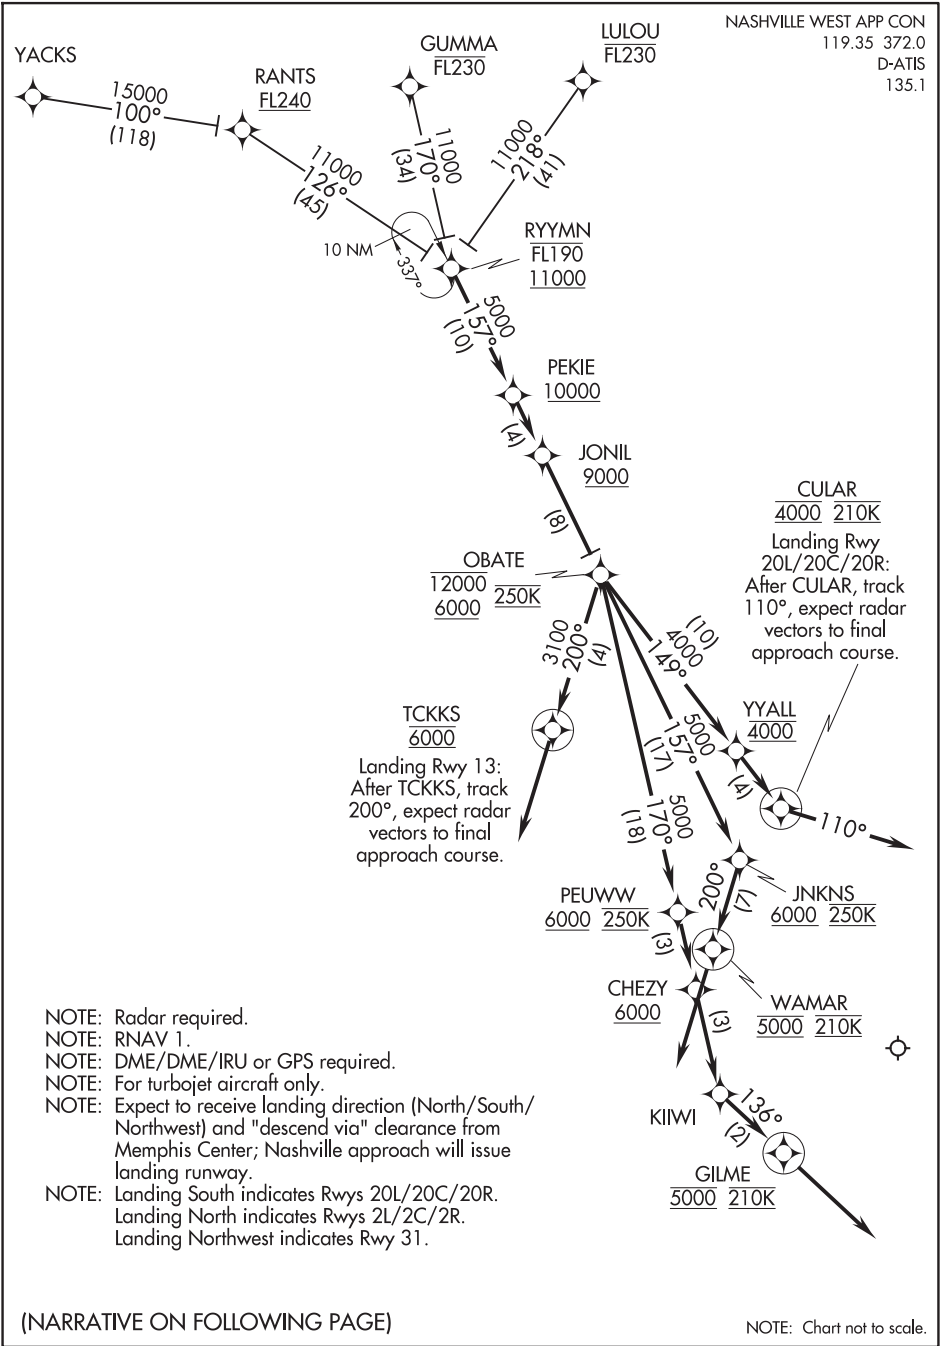 NASHVILLE WEST APP CON
119.35 372.0
D-ATIS
135.1
YACKS
15000
100°
(118)
RANTS
FL240
11000
126°
(45)
GUMMA
FL230
11000
170°
(34)
LULOU
FL230
11000
218°
(41)
10 NM
337°
RYYMN
FL190
11000
5000
157°
(10)
PEKIE
10000
(4)
JONIL
9000
(8)
OBATE
12000
6000 250K
3100
200°
(4)
TCKKS
6000
Landing Rwy 13:
After TCKKS, track
200°, expect radar
vectors to final
approach course.
(10)
4000
149°
YYALL
4000
(4)
CULAR
4000 210K
Landing Rwy
20L/20C/20R:
After CULAR, track
110°, expect radar
vectors to final
approach course.
110°
5000
157°
(17)
JNKNS
6000 250K
200°
(7)
WAMAR
5000 210K
5000
170°
(18)
PEUWW
6000 250K
(3)
CHEZY
6000
(3)
KIIWI
136°
(2)
GILME
5000 210K
NOTE: Radar required.
NOTE: RNAV 1.
NOTE: DME/DME/IRU or GPS required.
NOTE: For turbojet aircraft only.
NOTE: Expect to receive landing direction (North/South/
Northwest) and "descend via" clearance from
Memphis Center; Nashville approach will issue
landing runway.
NOTE: Landing South indicates Rwys 20L/20C/20R.
Landing North indicates Rwys 2L/2C/2R.
Landing Northwest indicates Rwy 31.
(NARRATIVE ON FOLLOWING PAGE)
NOTE: Chart not to scale.